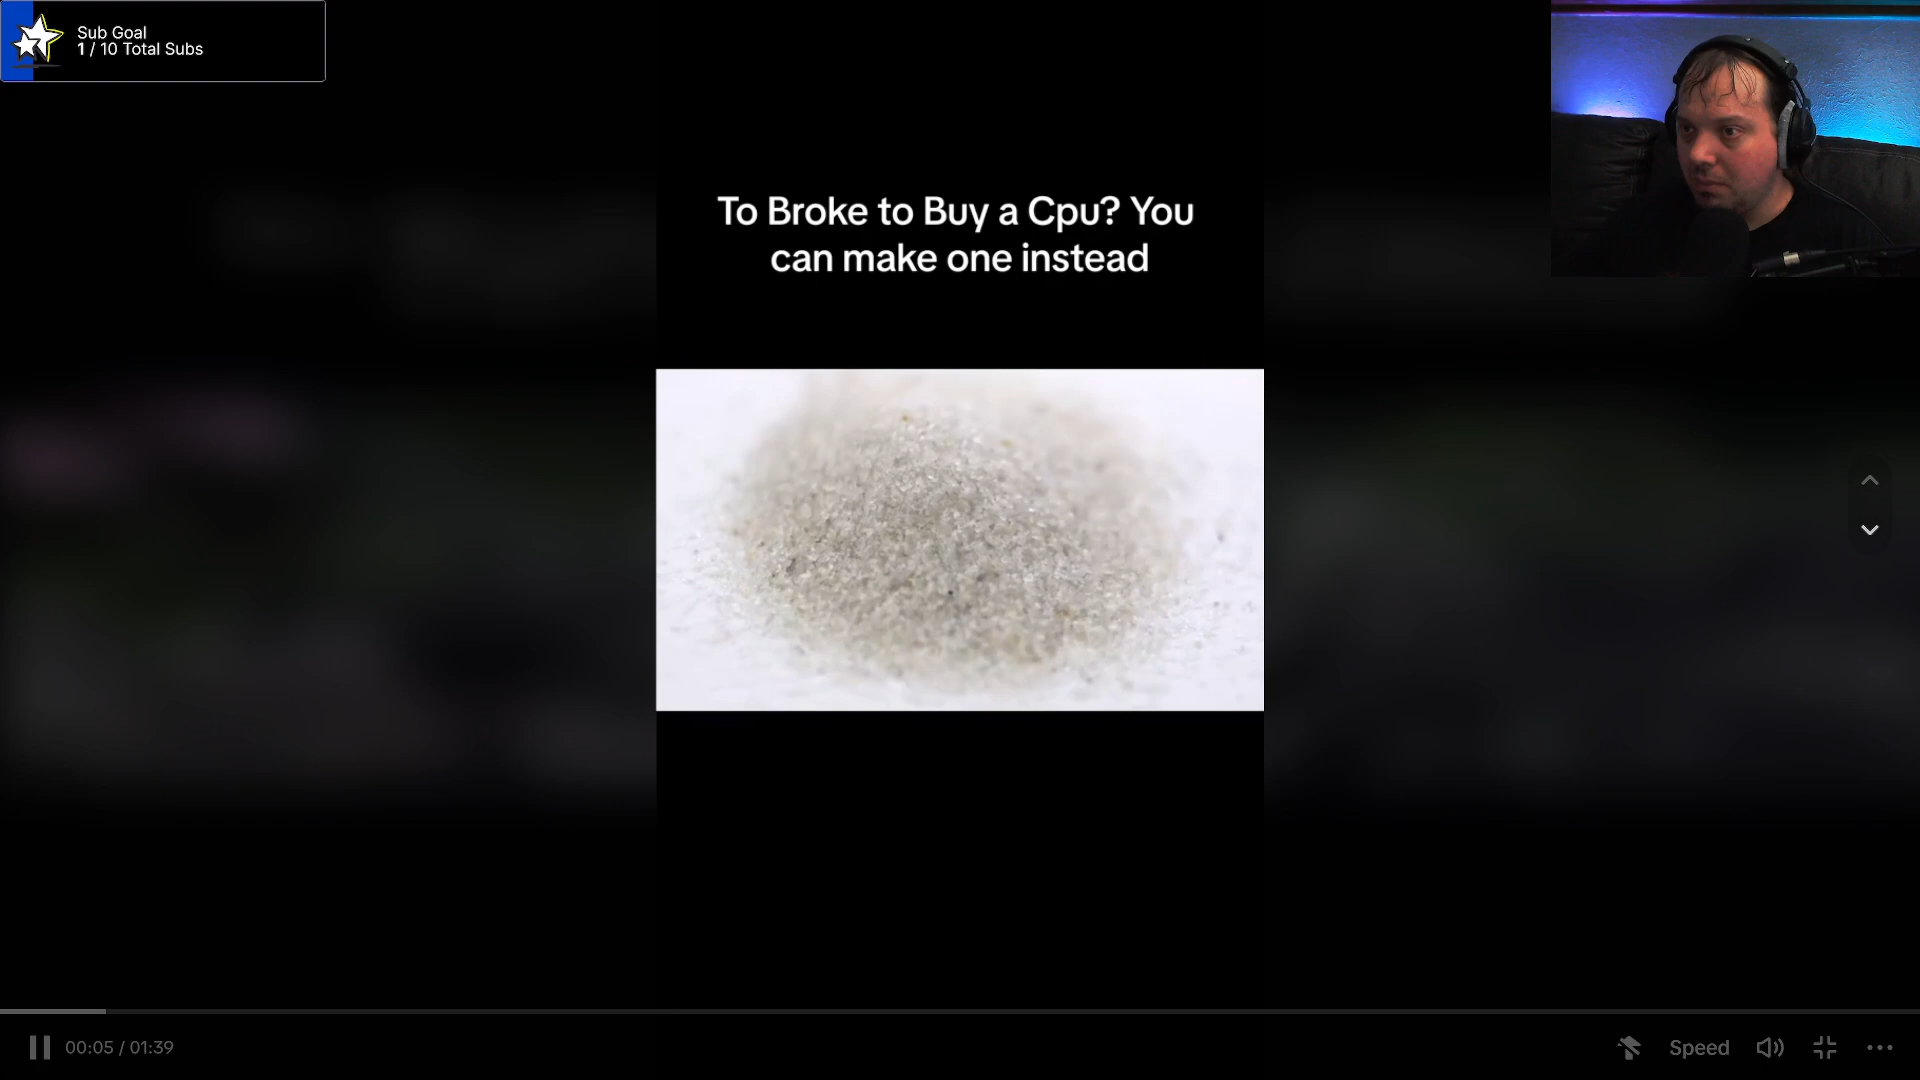 Sub Goal
1 / 10 Total Subs
To Broke to Buy a Cpu? You
can make one instead
00:05 / 01:39
Speed